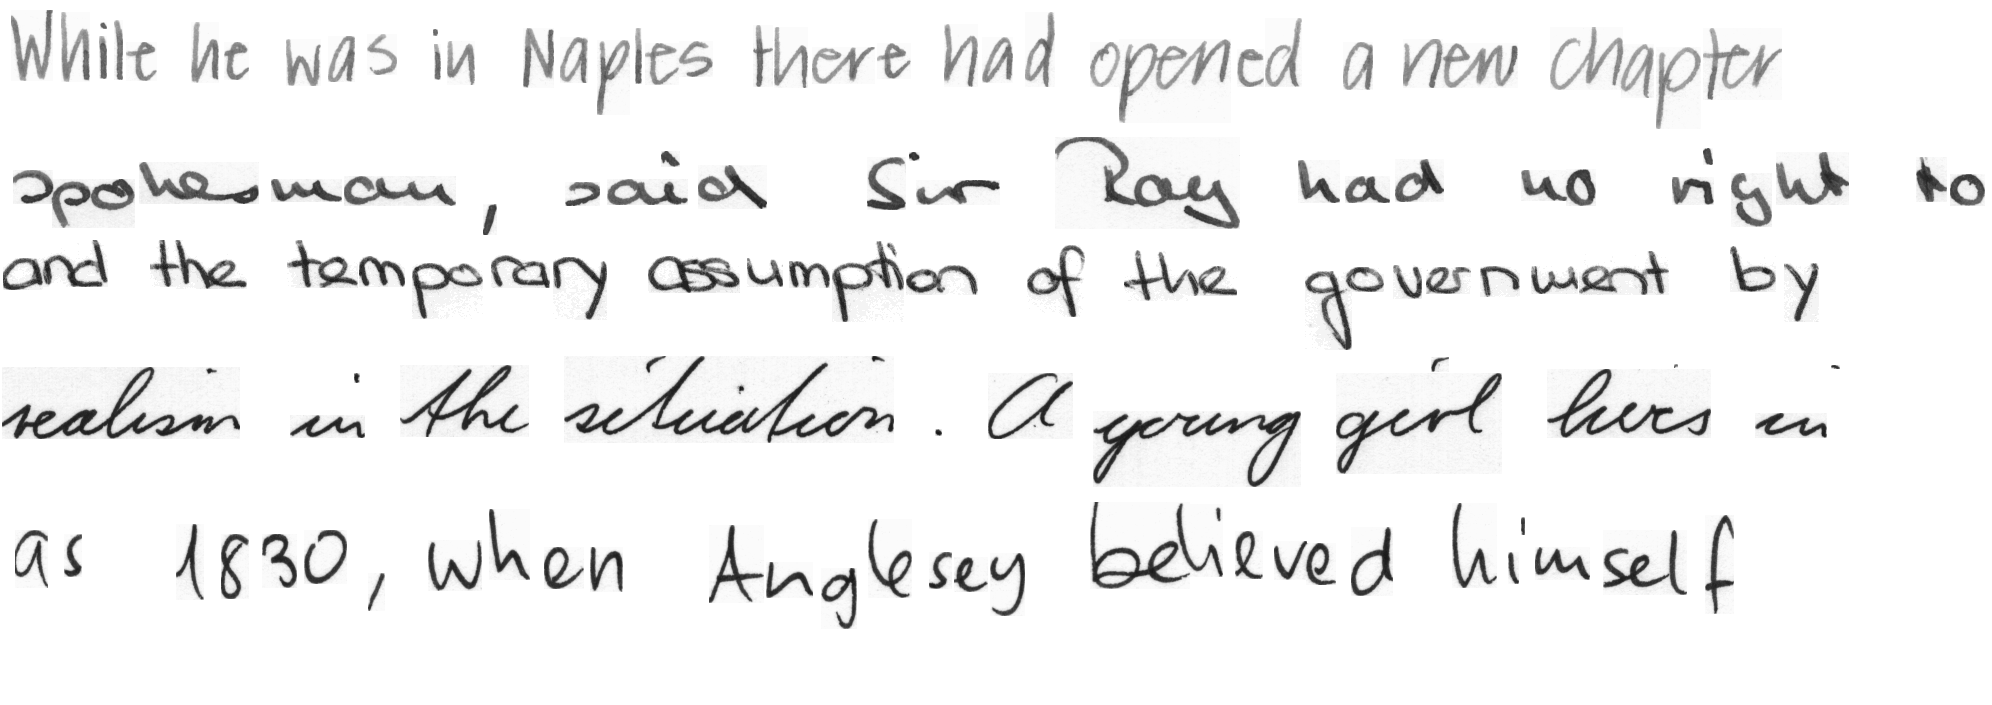 While he was in Naples there had opened a new chapter
spokesman, said Sir Ray had no right to
and the temporary assumption of the government by
realism in the situation. A young girl lives in
as 1830, when Anglesey believed himself